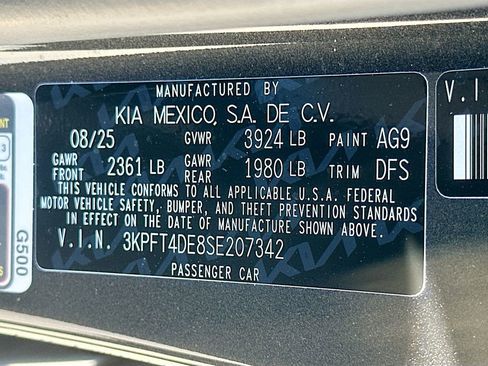 MANUFACTURED BY
KIA MEXICO, S.A. DE C.V.
08/25 GVWR 3924 LB PAINT AG9
GAWR FRONT 2361 LB GAWR REAR 1980 LB TRIM DFS
THIS VEHICLE CONFORMS TO ALL APPLICABLE U.S.A. FEDERAL
MOTOR VEHICLE SAFETY, BUMPER, AND THEFT PREVENTION STANDARDS
IN EFFECT ON THE DATE OF MANUFACTURE SHOWN ABOVE.
V.I.N. 3KPFT4DE8SE207342
PASSENGER CAR
G500
V.I